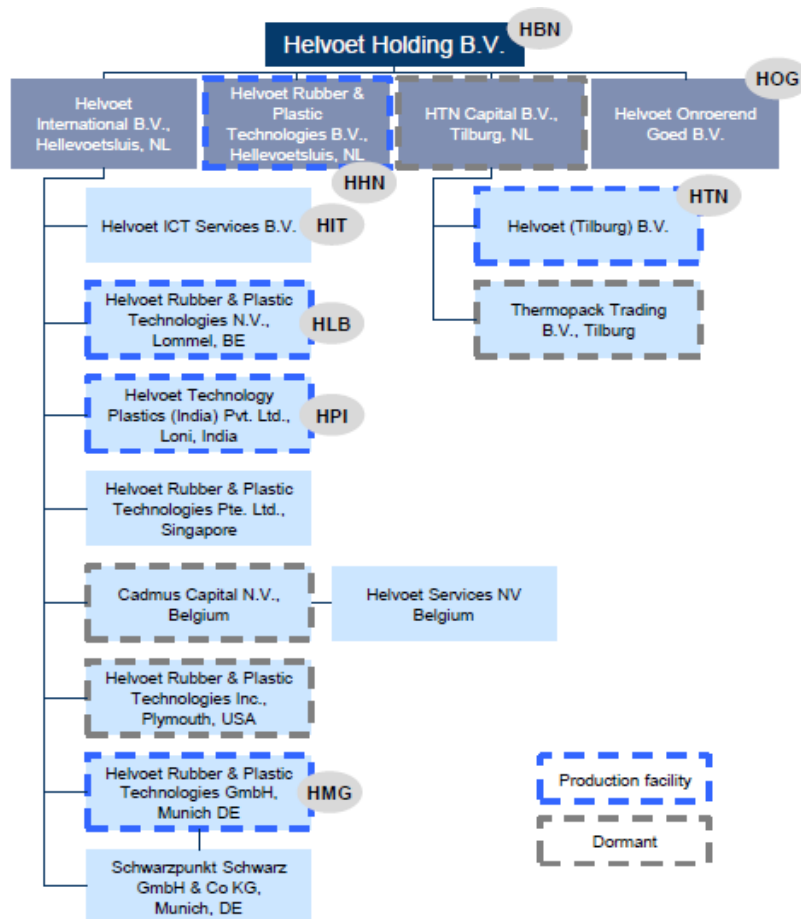 Helvoet Holding B.V.
HBN
Helvoet
International B.V.,
Hellevoetsluis, NL
Helvoet Rubber &
Plastic
Technologies B.V.,
Hellevoetsluis, NL
HHN
HTN Capital B.V.,
Tilburg, NL
Helvoet Onroerend
Goed B.V.
HOG
Helvoet ICT Services B.V.
HIT
Helvoet (Tilburg) B.V.
HTN
Helvoet Rubber & Plastic
Technologies N.V.,
Lommel, BE
HLB
Thermopack Trading
B.V., Tilburg
Helvoet Technology
Plastics (India) Pvt. Ltd.,
Loni, India
HPI
Helvoet Rubber & Plastic
Technologies Pte. Ltd.,
Singapore
Cadmus Capital N.V.,
Belgium
Helvoet Services NV
Belgium
Helvoet Rubber & Plastic
Technologies Inc.,
Plymouth, USA
Helvoet Rubber & Plastic
Technologies GmbH,
Munich DE
HMG
Schwarzpunkt Schwarz
GmbH & Co KG,
Munich, DE
Production facility
Dormant